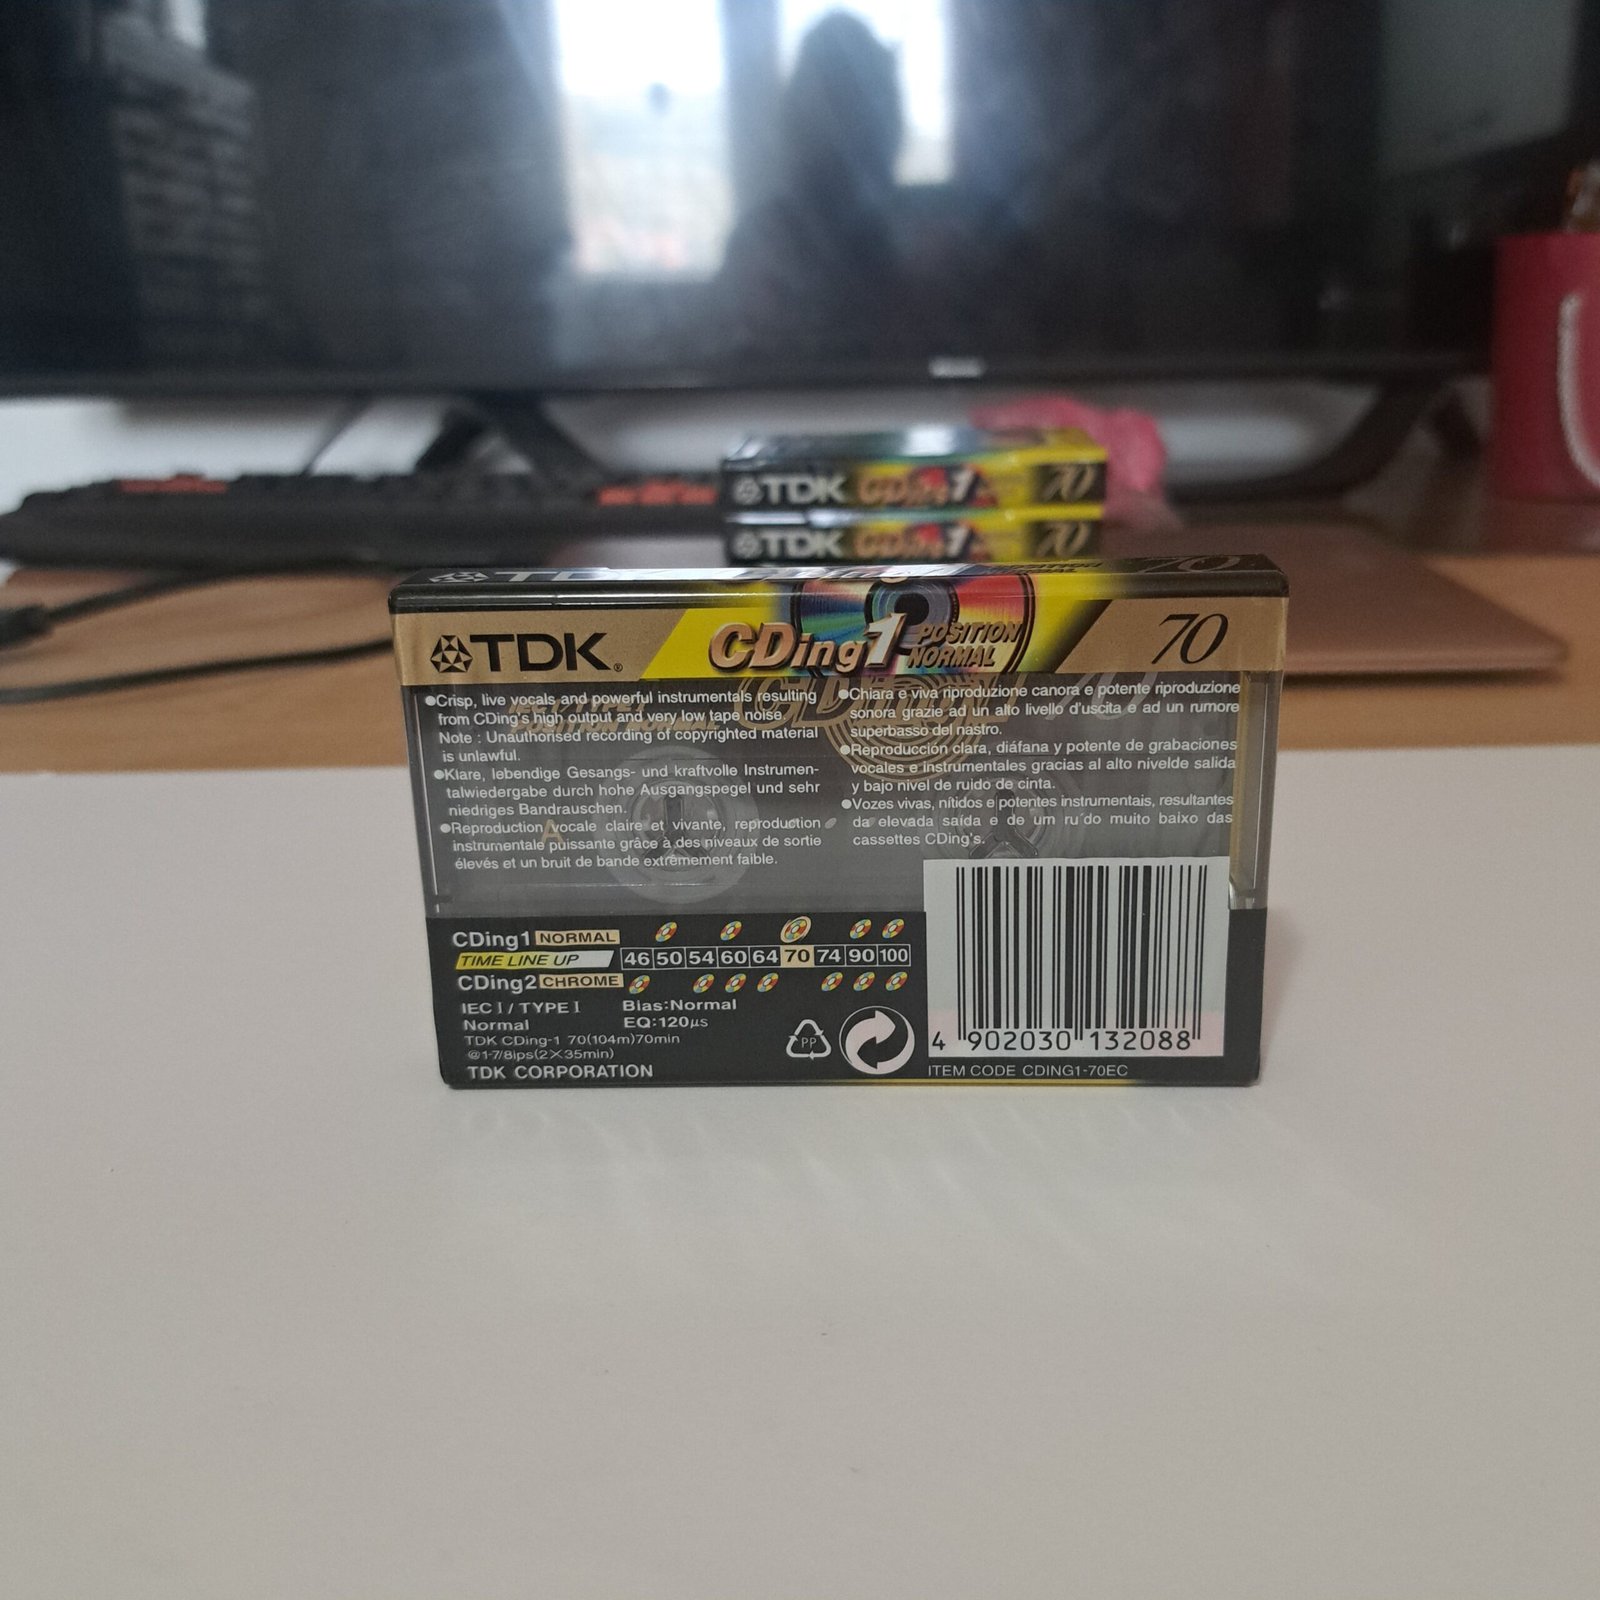 TDK CDing1 70
TDK CDing1 70
TDK CDing1 POSITION NORMAL 70
TDK® CDing1 POSITION NORMAL 70
●Crisp, live vocals and powerful instrumentals resulting
from CDing's high output and very low tape noise.
Note : Unauthorised recording of copyrighted material
is unlawful.
●Klare, lebendige Gesangs- und kraftvolle Instrumen-
talwiedergabe durch hohe Ausgangspegel und sehr
niedriges Bandrauschen.
●Reproduction vocale claire et vivante, reproduction
instrumentale puissante grâce à des niveaux de sortie
élevés et un bruit de bande extrêmement faible.
●Chiara e viva riproduzione canora e potente riproduzione
sonora grazie ad un alto livello d'uscita e ad un rumore
superbasso del nastro.
●Reproducción clara, diáfana y potente de grabaciones
vocales e instrumentales gracias al alto nivelde salida
y bajo nivel de ruido de cinta.
●Vozes vivas, nítidos e potentes instrumentais, resultantes
da elevada saída e de um ru´do muito baixo das
cassettes CDing's.
A
CDing1 NORMAL
TIME LINE UP 46 50 54 60 64 70 74 90 100
CDing2 CHROME
IEC I / TYPE I Bias:Normal
Normal EQ:120μs
TDK CDing-1 70(104m)70min
@1-7/8ips(2×35min)
TDK CORPORATION
PP
4 902030 132088
ITEM CODE CDING1-70EC